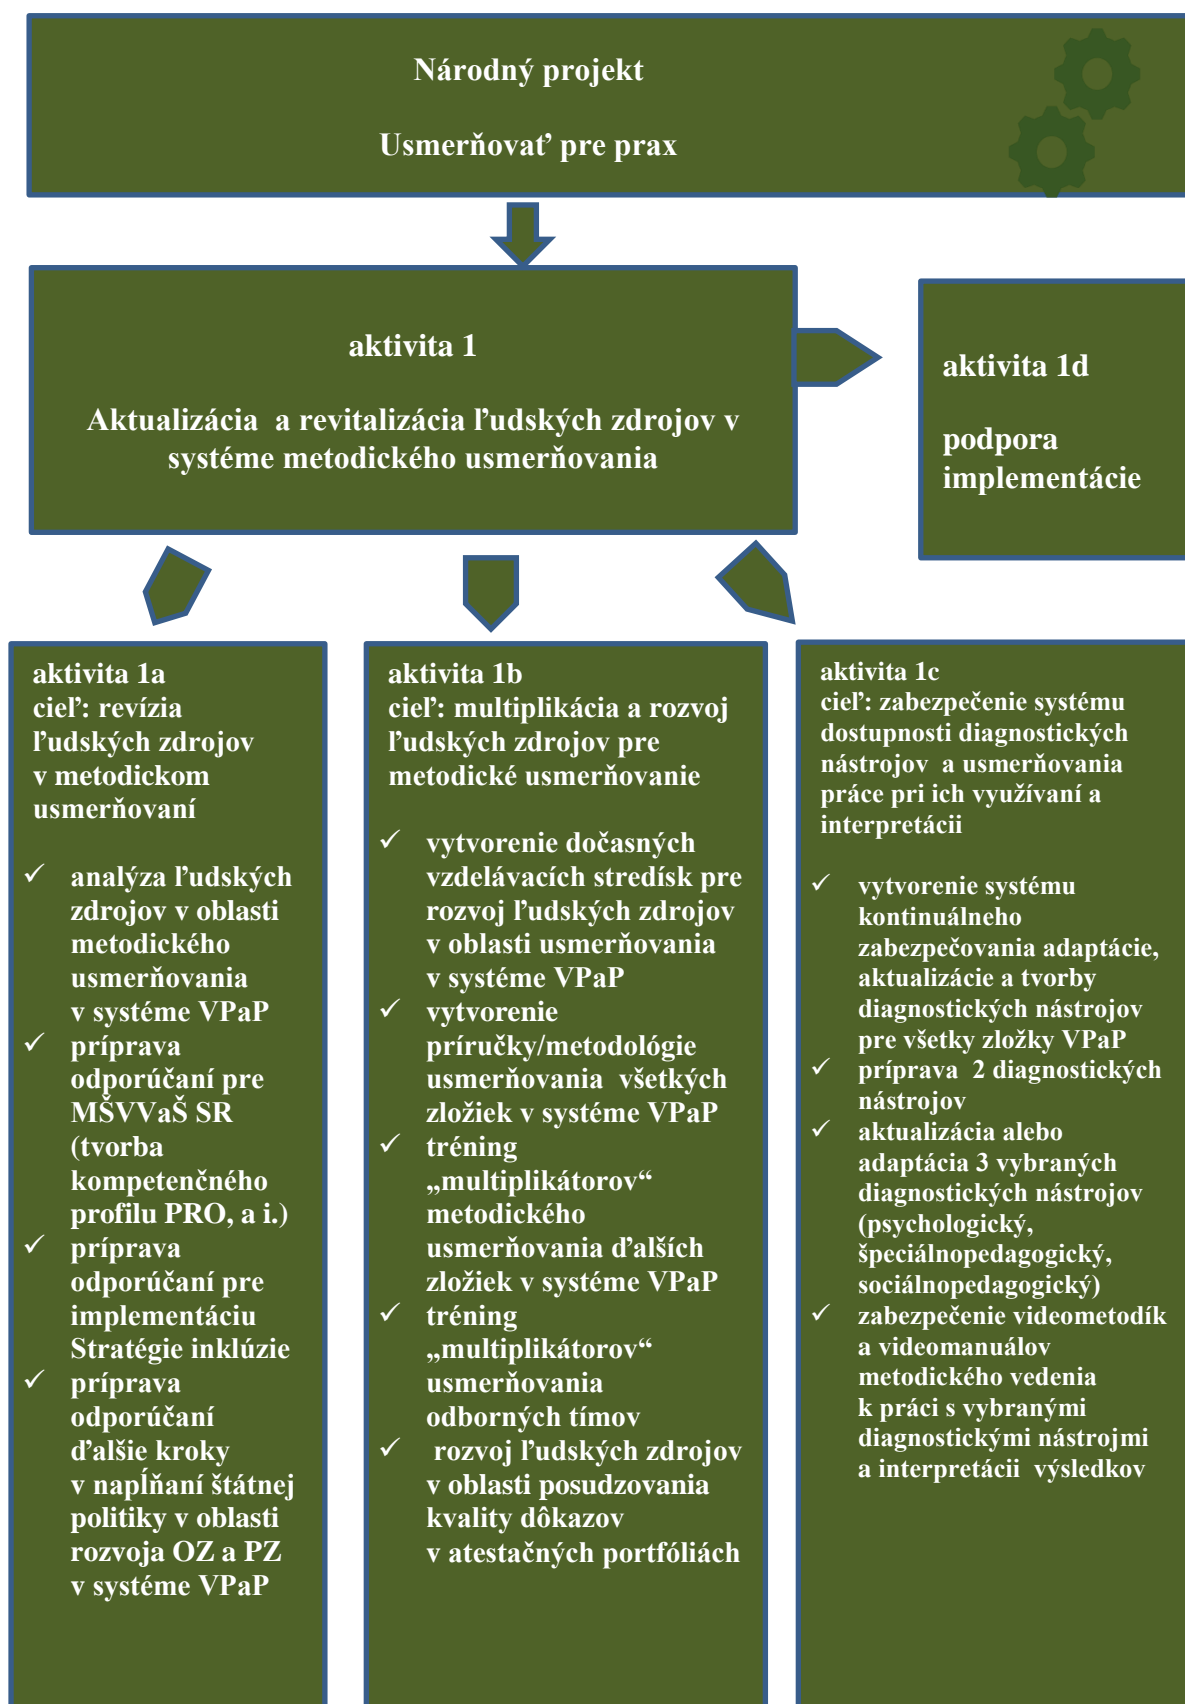 Národný projekt
Usmerňovať pre prax
aktivita 1
Aktualizácia a revitalizácia ľudských zdrojov v
systéme metodického usmerňovania
aktivita 1d
podpora
implementácie
aktivita 1a
cieľ: revízia
ľudských zdrojov
v metodickom
usmerňovaní
✓ analýza ľudských
zdrojov v oblasti
metodického
usmerňovania
v systéme VPaP
✓ príprava
odporúčaní pre
MŠVVaŠ SR
(tvorba
kompetenčného
profilu PRO, a i.)
✓ príprava
odporúčaní pre
implementáciu
Stratégie inklúzie
✓ príprava
odporúčaní
ďalšie kroky
v napĺňaní štátnej
politiky v oblasti
rozvoja OZ a PZ
v systéme VPaP
aktivita 1b
cieľ: multiplikácia a rozvoj
ľudských zdrojov pre
metodické usmerňovanie
✓ vytvorenie dočasných
vzdelávacích stredísk pre
rozvoj ľudských zdrojov
v oblasti usmerňovania
v systéme VPaP
✓ vytvorenie
príručky/metodológie
usmerňovania všetkých
zložiek v systéme VPaP
✓ tréning
„multiplikátorov“
metodického
usmerňovania ďalších
zložiek v systéme VPaP
✓ tréning
„multiplikátorov“
usmerňovania
odborných tímov
✓ rozvoj ľudských zdrojov
v oblasti posudzovania
kvality dôkazov
v atestačných portfóliách
aktivita 1c
cieľ: zabezpečenie systému
dostupnosti diagnostických
nástrojov a usmerňovania
práce pri ich využívaní a
interpretácii
✓ vytvorenie systému
kontinuálneho
zabezpečovania adaptácie,
aktualizácie a tvorby
diagnostických nástrojov
pre všetky zložky VPaP
✓ príprava 2 diagnostických
nástrojov
✓ aktualizácia alebo
adaptácia 3 vybraných
diagnostických nástrojov
(psychologický,
špeciálnopedagogický,
sociálnopedagogický)
✓ zabezpečenie videometodík
a videomanuálov
metodického vedenia
k práci s vybranými
diagnostickými nástrojmi
a interpretácii výsledkov